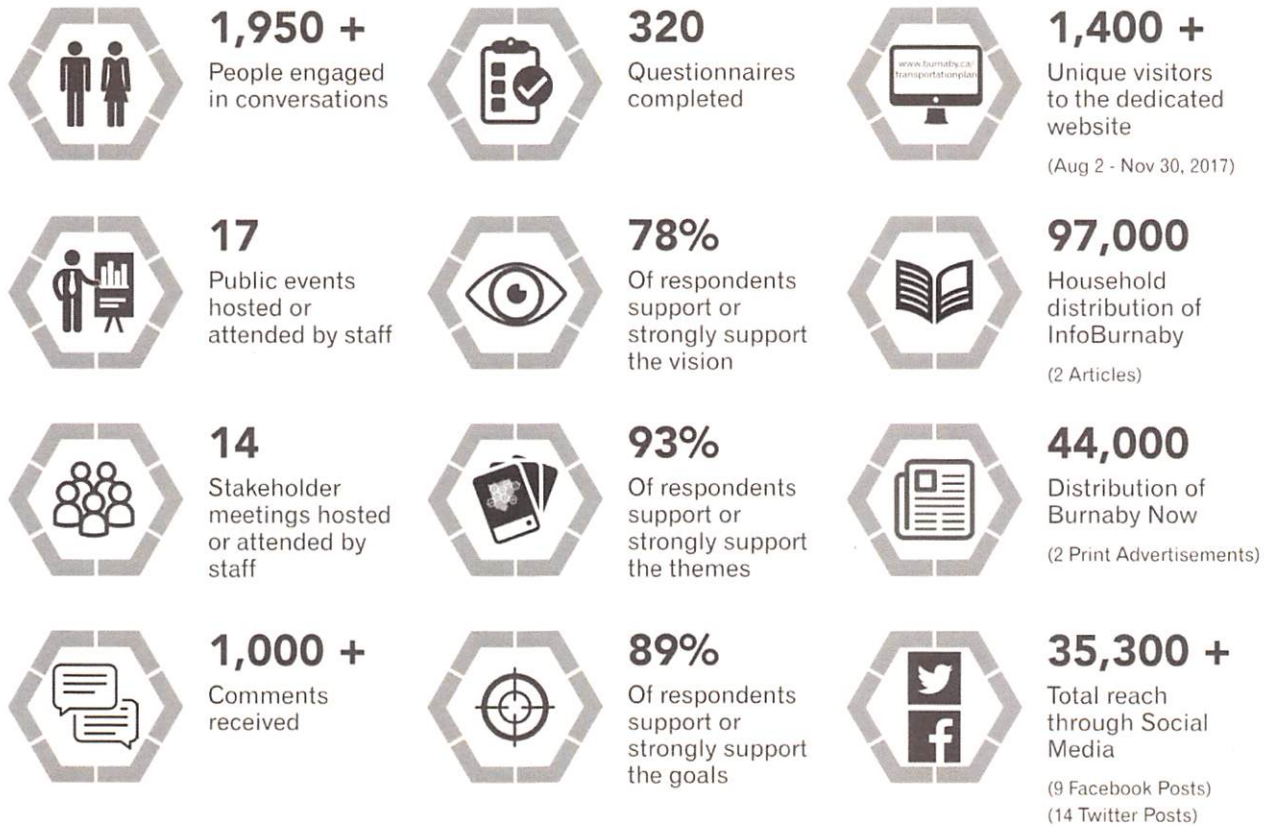 1,950 +
People engaged
in conversations
320
Questionnaires
completed
www.burnaby.ca/
transportationplan
1,400 +
Unique visitors
to the dedicated
website
(Aug 2 - Nov 30, 2017)
17
Public events
hosted or
attended by staff
78%
Of respondents
support or
strongly support
the vision
97,000
Household
distribution of
InfoBurnaby
(2 Articles)
14
Stakeholder
meetings hosted
or attended by
staff
93%
Of respondents
support or
strongly support
the themes
44,000
Distribution of
Burnaby Now
(2 Print Advertisements)
1,000 +
Comments
received
89%
Of respondents
support or
strongly support
the goals
35,300 +
Total reach
through Social
Media
(9 Facebook Posts)
(14 Twitter Posts)